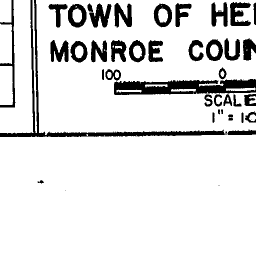 TOWN OF HE
MONROE COUN
100 0
SCALE
1" = 10